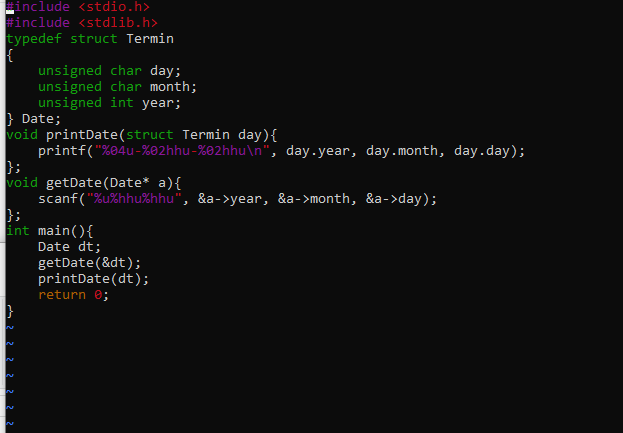 #include <stdio.h>
#include <stdlib.h>
typedef struct Termin
{
    unsigned char day;
    unsigned char month;
    unsigned int year;
} Date;
void printDate(struct Termin day){
    printf("%04u-%02hhu-%02hhu\n", day.year, day.month, day.day);
};
void getDate(Date* a){
    scanf("%u%hhu%hhu", &a->year, &a->month, &a->day);
};
int main(){
    Date dt;
    getDate(&dt);
    printDate(dt);
    return 0;
}
~
~
~
~
~
~
~